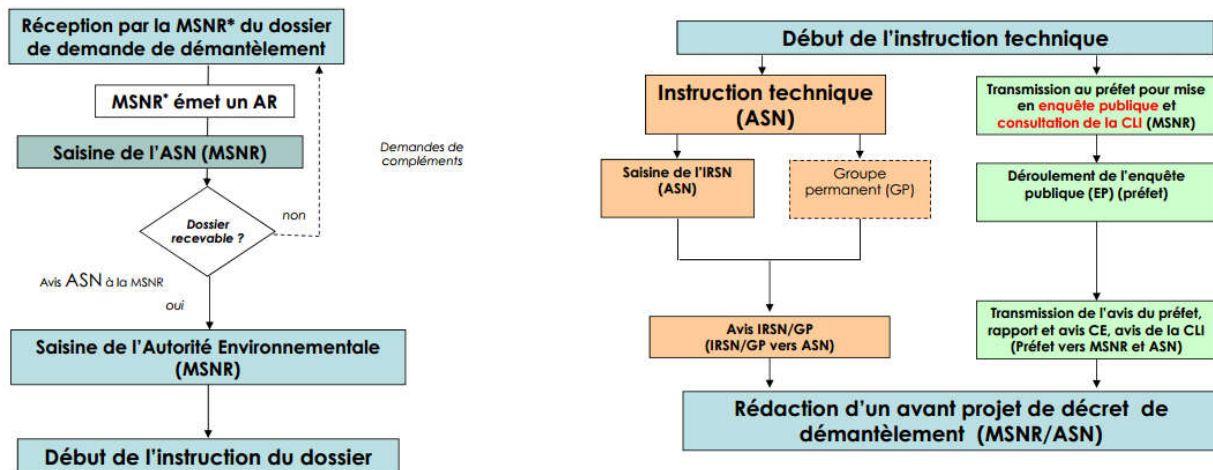 Réception par la MSNR* du dossier
de demande de démantèlement
MSNR* émet un AR
Saisine de l'ASN (MSNR)
Demandes de
compléments
Dossier
recevable ?
non
Avis ASN à la MSNR
oui
Saisine de l'Autorité Environnementale
(MSNR)
Début de l'instruction du dossier
Début de l'instruction technique
Instruction technique
(ASN)
Saisine de l'IRSN
(ASN)
Groupe
permanent (GP)
Avis IRSN/GP
(IRSN/GP vers ASN)
Transmission au préfet pour mise
en enquête publique et
consultation de la CLI (MSNR)
Déroulement de l'enquête
publique (EP) (préfet)
Transmission de l'avis du préfet,
rapport et avis CE, avis de la CLI
(Préfet vers MSNR et ASN)
Rédaction d'un avant projet de décret de
démantèlement (MSNR/ASN)